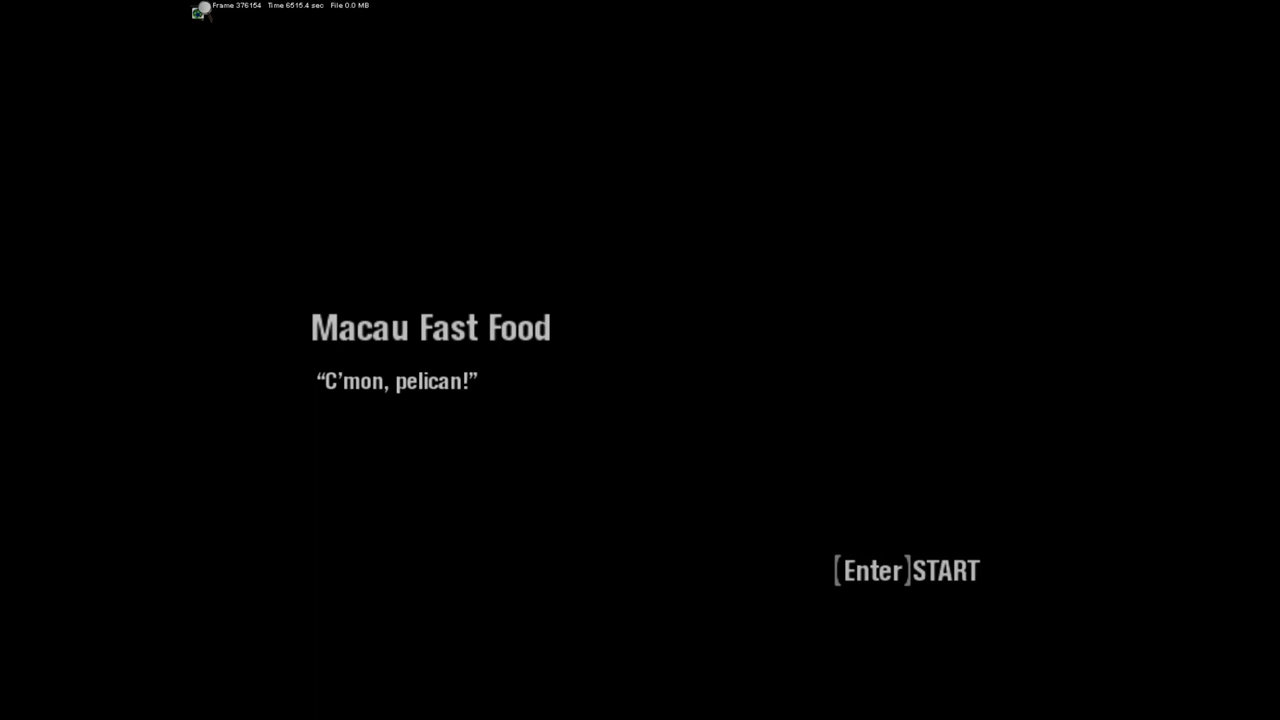 Frame 376154 Time 6515.4 sec File 0.0 MB
Macau Fast Food
“C’mon, pelican!”
[Enter]START